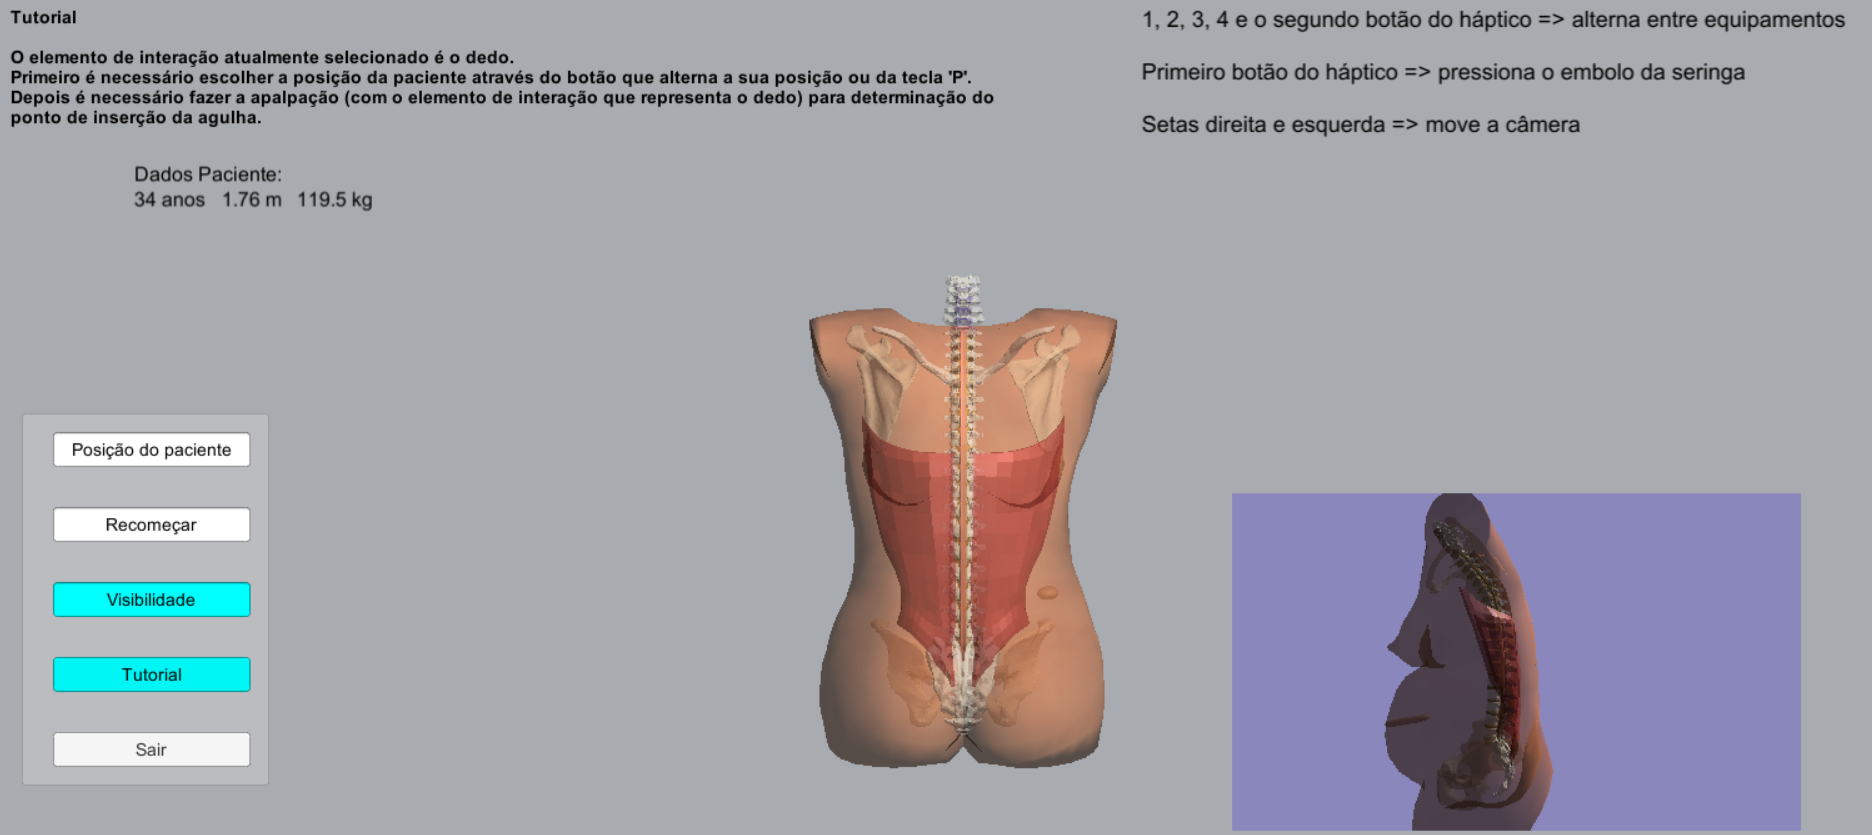 Tutorial
O elemento de interação atualmente selecionado é o dedo.
Primeiro é necessário escolher a posição da paciente através do botão que alterna a sua posição ou da tecla 'P'.
Depois é necessário fazer a apalpação (com o elemento de interação que representa o dedo) para determinação do
ponto de inserção da agulha.
1, 2, 3, 4 e o segundo botão do háptico => alterna entre equipamentos
Primeiro botão do háptico => pressiona o embolo da seringa
Setas direita e esquerda => move a câmera
Dados Paciente:
34 anos 1.76 m 119.5 kg
Posição do paciente
Recomeçar
Visibilidade
Tutorial
Sair